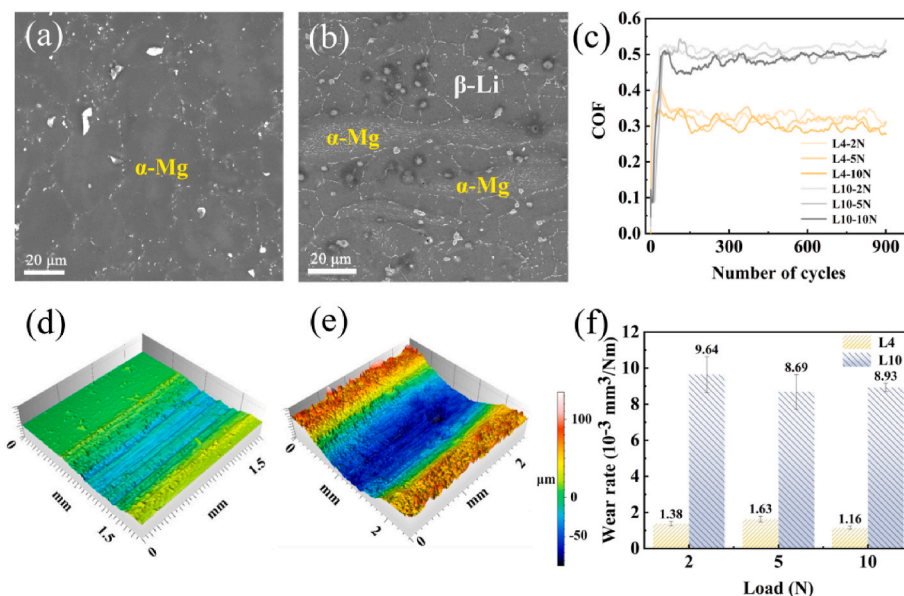 (a)
α-Mg
20 μm
(b)
β-Li
α-Mg
α-Mg
20 μm
(c)
COF
0.6
0.5
0.4
0.3
0.2
0.1
0.0
L4-2N
L4-5N
L4-10N
L10-2N
L10-5N
L10-10N
0 300 600 900
Number of cycles
(d)
0
mm
1.5
0
mm
1.5
(e)
0
mm
2
0
mm
2
μm
100
0
-50
(f)
Wear rate (10⁻³ mm³/Nm)
12
10
8
6
4
2
0
L4
L10
1.38
9.64
1.63
8.69
1.16
8.93
2 5 10
Load (N)